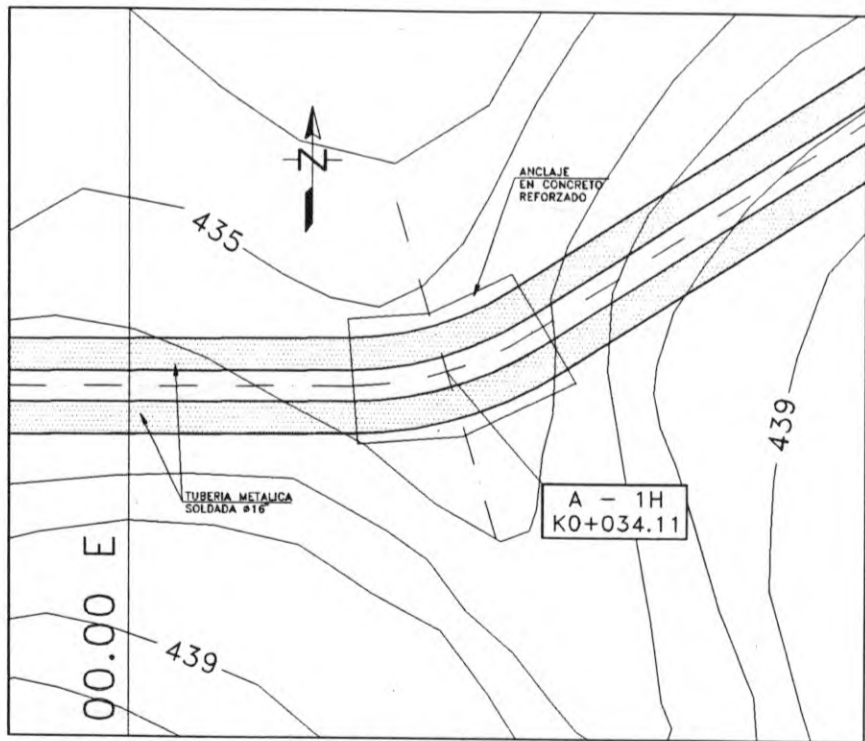 N
ANCLAJE
EN CONCRETO
REFORZADO
435
439
TUBERIA METALICA
SOLDADA ø16"
A - 1H
K0+034.11
00.00 E
439